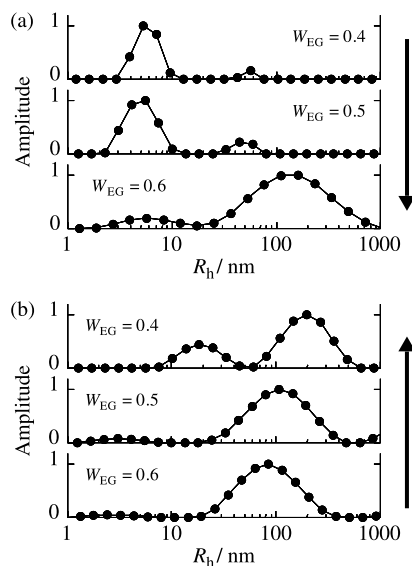 (a)
1
W_EG = 0.4
0
1
W_EG = 0.5
Amplitude
0
1
W_EG = 0.6
0
1 10 100 1000
R_h / nm
(b)
1
W_EG = 0.4
0
1
W_EG = 0.5
Amplitude
0
1
W_EG = 0.6
0
1 10 100 1000
R_h / nm